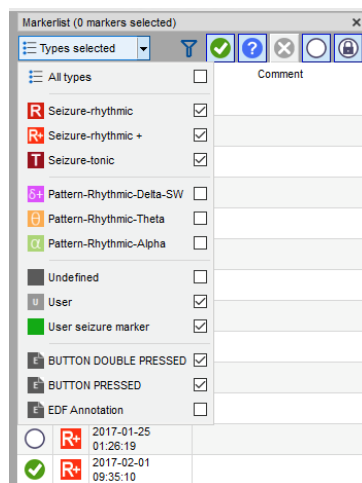 Markerlist (0 markers selected)
Types selected
Comment
All types
R Seizure-rhythmic
R+ Seizure-rhythmic +
T Seizure-tonic
δ+ Pattern-Rhythmic-Delta-SW
θ Pattern-Rhythmic-Theta
α Pattern-Rhythmic-Alpha
Undefined
U User
User seizure marker
E BUTTON DOUBLE PRESSED
E BUTTON PRESSED
E EDF Annotation
R+ 2017-01-25
01:26:19
R+ 2017-02-01
09:35:10